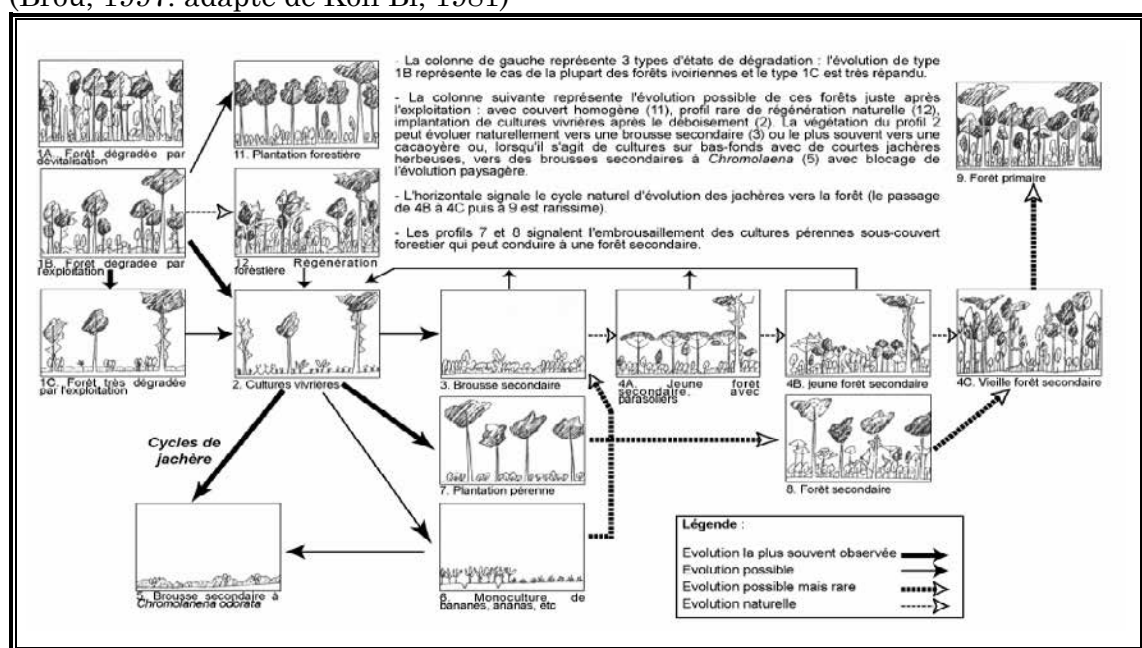 (Brou, 1997: adapté de Koli Bi, 1981)
- La colonne de gauche représente 3 types d'états de dégradation : l'évolution de type
1B représente le cas de la plupart des forêts ivoiriennes et le type 1C est très répandu.
- La colonne suivante représente l'évolution possible de ces forêts juste après
l'exploitation : avec couvert homogène (11), profil rare de régénération naturelle (12),
implantation de cultures vivrières après le déboisement (2). La végétation du profil 2
peut évoluer naturellement vers une brousse secondaire (3) ou le plus souvent vers une
cacaoyère ou, lorsqu'il s'agit de cultures sur bas-fonds avec de courtes jachères
herbeuses, vers des brousses secondaires à Chromolaena (5) avec blocage de
l'évolution paysagère.
- L'horizontale signale le cycle naturel d'évolution des jachères vers la forêt (le passage
de 4B à 4C puis à 9 est rarissime).
- Les profils 7 et 8 signalent l'embrousaillement des cultures pérennes sous-couvert
forestier qui peut conduire à une forêt secondaire.
1A. Forêt dégradée par
dévitalisation
11. Plantation forestière
9. Forêt primaire
1B. Forêt dégradée par
l'exploitation
12. Régénération
forestière
1C. Forêt très dégradée
par l'exploitation
2. Cultures vivrières
3. Brousse secondaire
4A. Jeune forêt
secondaire, avec
parasoliers
4B. jeune forêt secondaire
4C. Vieille forêt secondaire
Cycles de
jachère
7. Plantation pérenne
8. Forêt secondaire
5. Brousse secondaire à
Chromolaneria odorata
6. Monoculture de
bananes, ananas, etc
Légende :
Evolution la plus souvent observée
Evolution possible
Evolution possible mais rare
Evolution naturelle